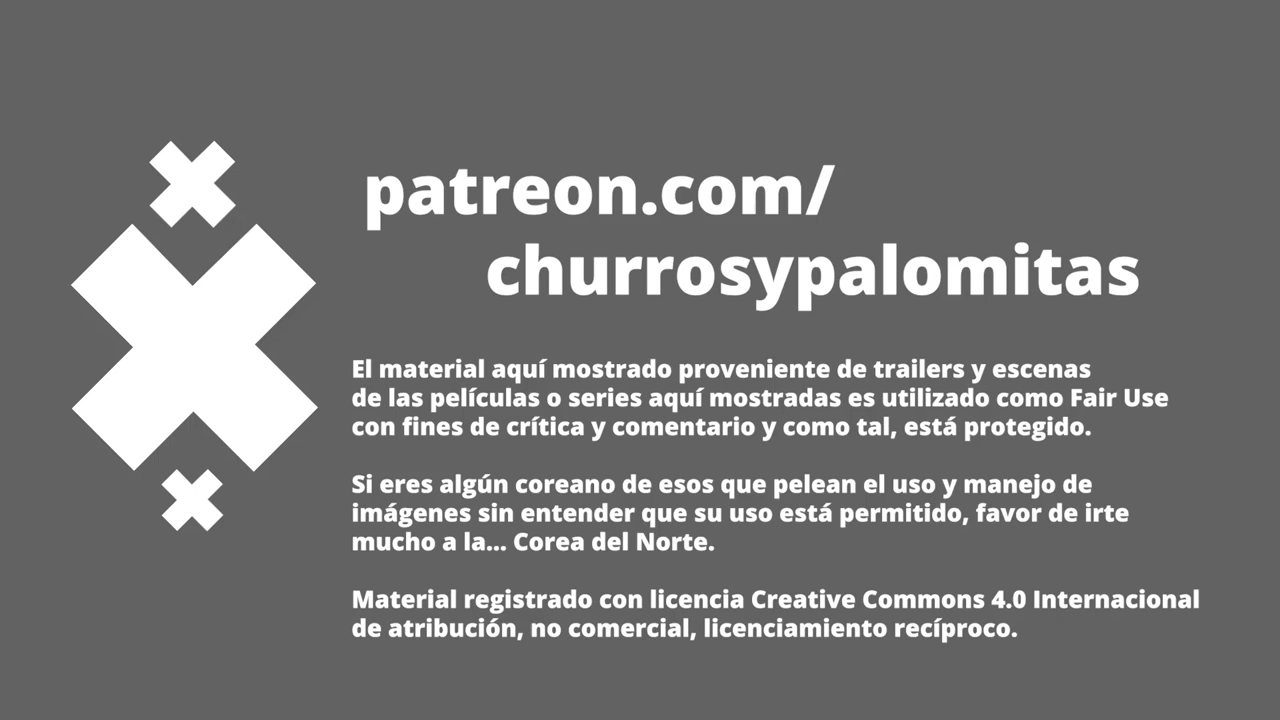 patreon.com/
churrosypalomitas
El material aquí mostrado proveniente de trailers y escenas
de las películas o series aquí mostradas es utilizado como Fair Use
con fines de crítica y comentario y como tal, está protegido.
Si eres algún coreano de esos que pelean el uso y manejo de
imágenes sin entender que su uso está permitido, favor de irte
mucho a la... Corea del Norte.
Material registrado con licencia Creative Commons 4.0 Internacional
de atribución, no comercial, licenciamiento recíproco.